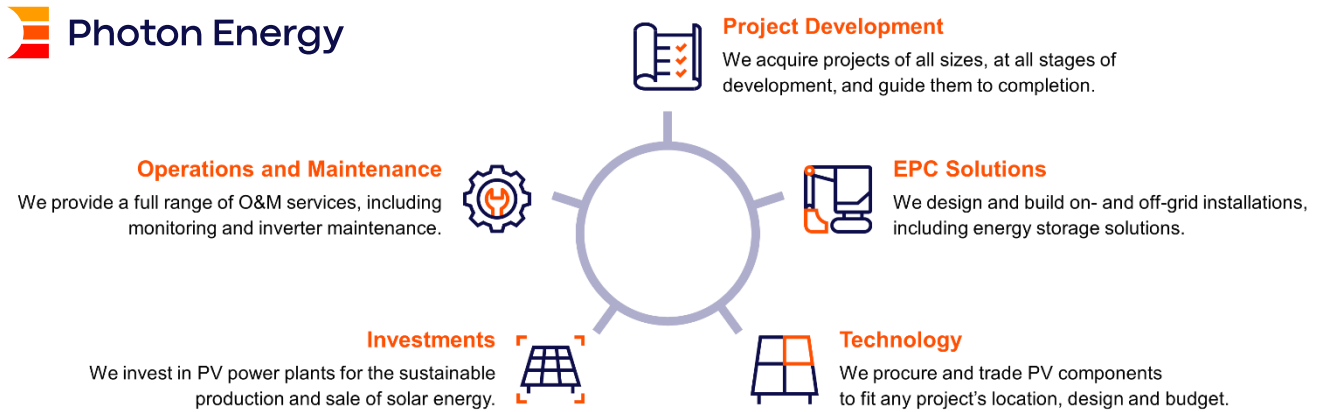 Photon Energy
Project Development
We acquire projects of all sizes, at all stages of
development, and guide them to completion.
EPC Solutions
We design and build on- and off-grid installations,
including energy storage solutions.
Technology
We procure and trade PV components
to fit any project's location, design and budget.
Investments
We invest in PV power plants for the sustainable
production and sale of solar energy.
Operations and Maintenance
We provide a full range of O&M services, including
monitoring and inverter maintenance.